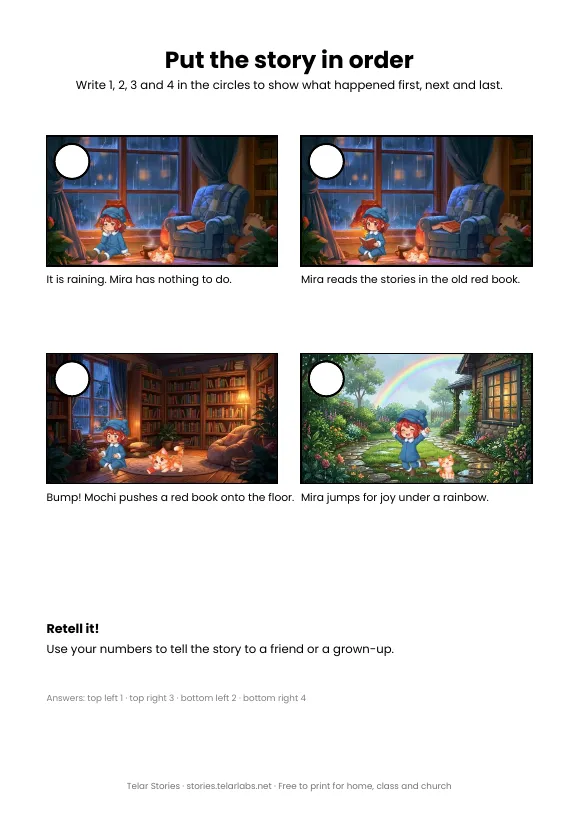 Put the story in order
Write 1, 2, 3 and 4 in the circles to show what happened first, next and last.
It is raining. Mira has nothing to do.
Mira reads the stories in the old red book.
Bump! Mochi pushes a red book onto the floor.
Mira jumps for joy under a rainbow.
Retell it!
Use your numbers to tell the story to a friend or a grown-up.
Answers: top left 1 · top right 3 · bottom left 2 · bottom right 4
Telar Stories · stories.telarlabs.net · Free to print for home, class and church